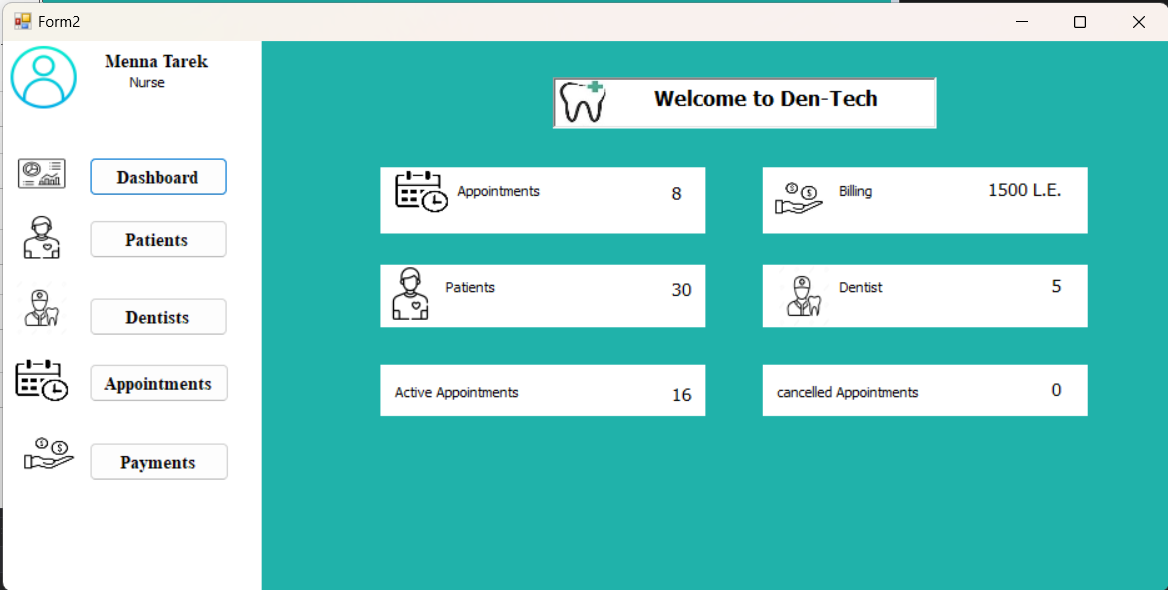 Form2
Menna Tarek
Nurse
Dashboard
Patients
Dentists
Appointments
Payments
Welcome to Den-Tech
Appointments 8
Billing 1500 L.E.
Patients 30
Dentist 5
Active Appointments 16
cancelled Appointments 0